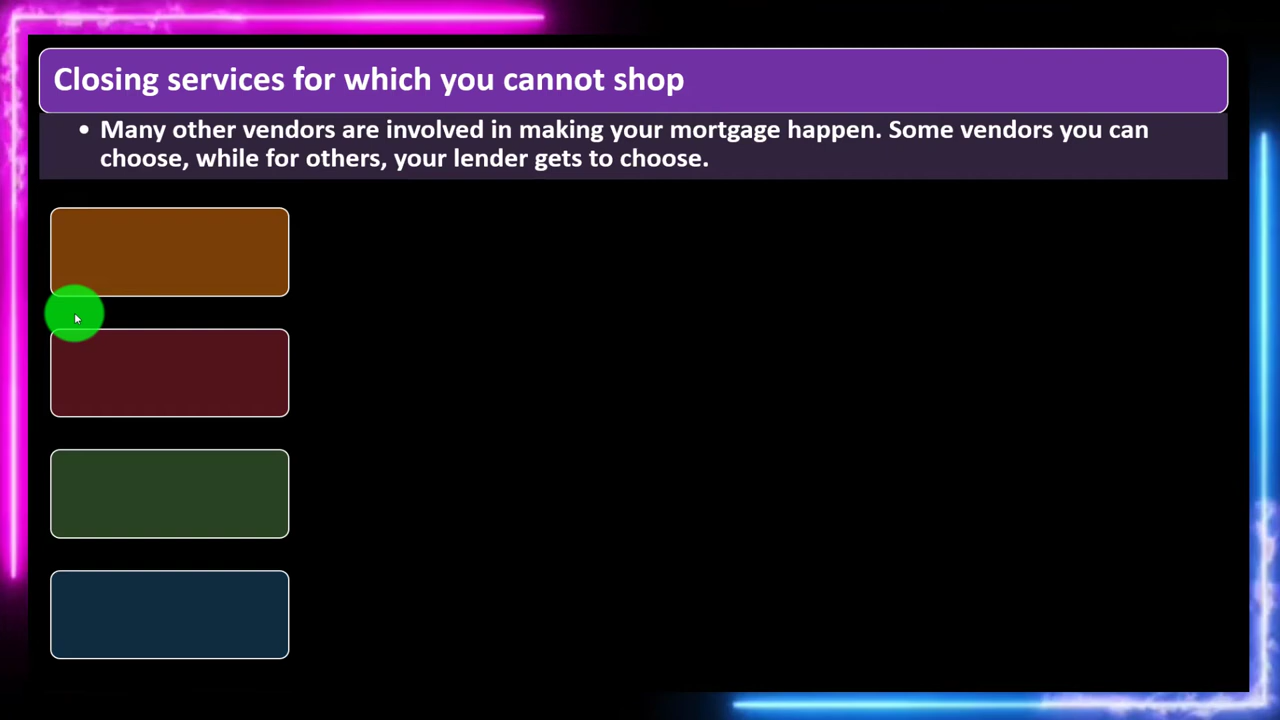 Closing services for which you cannot shop
• Many other vendors are involved in making your mortgage happen. Some vendors you can
choose, while for others, your lender gets to choose.